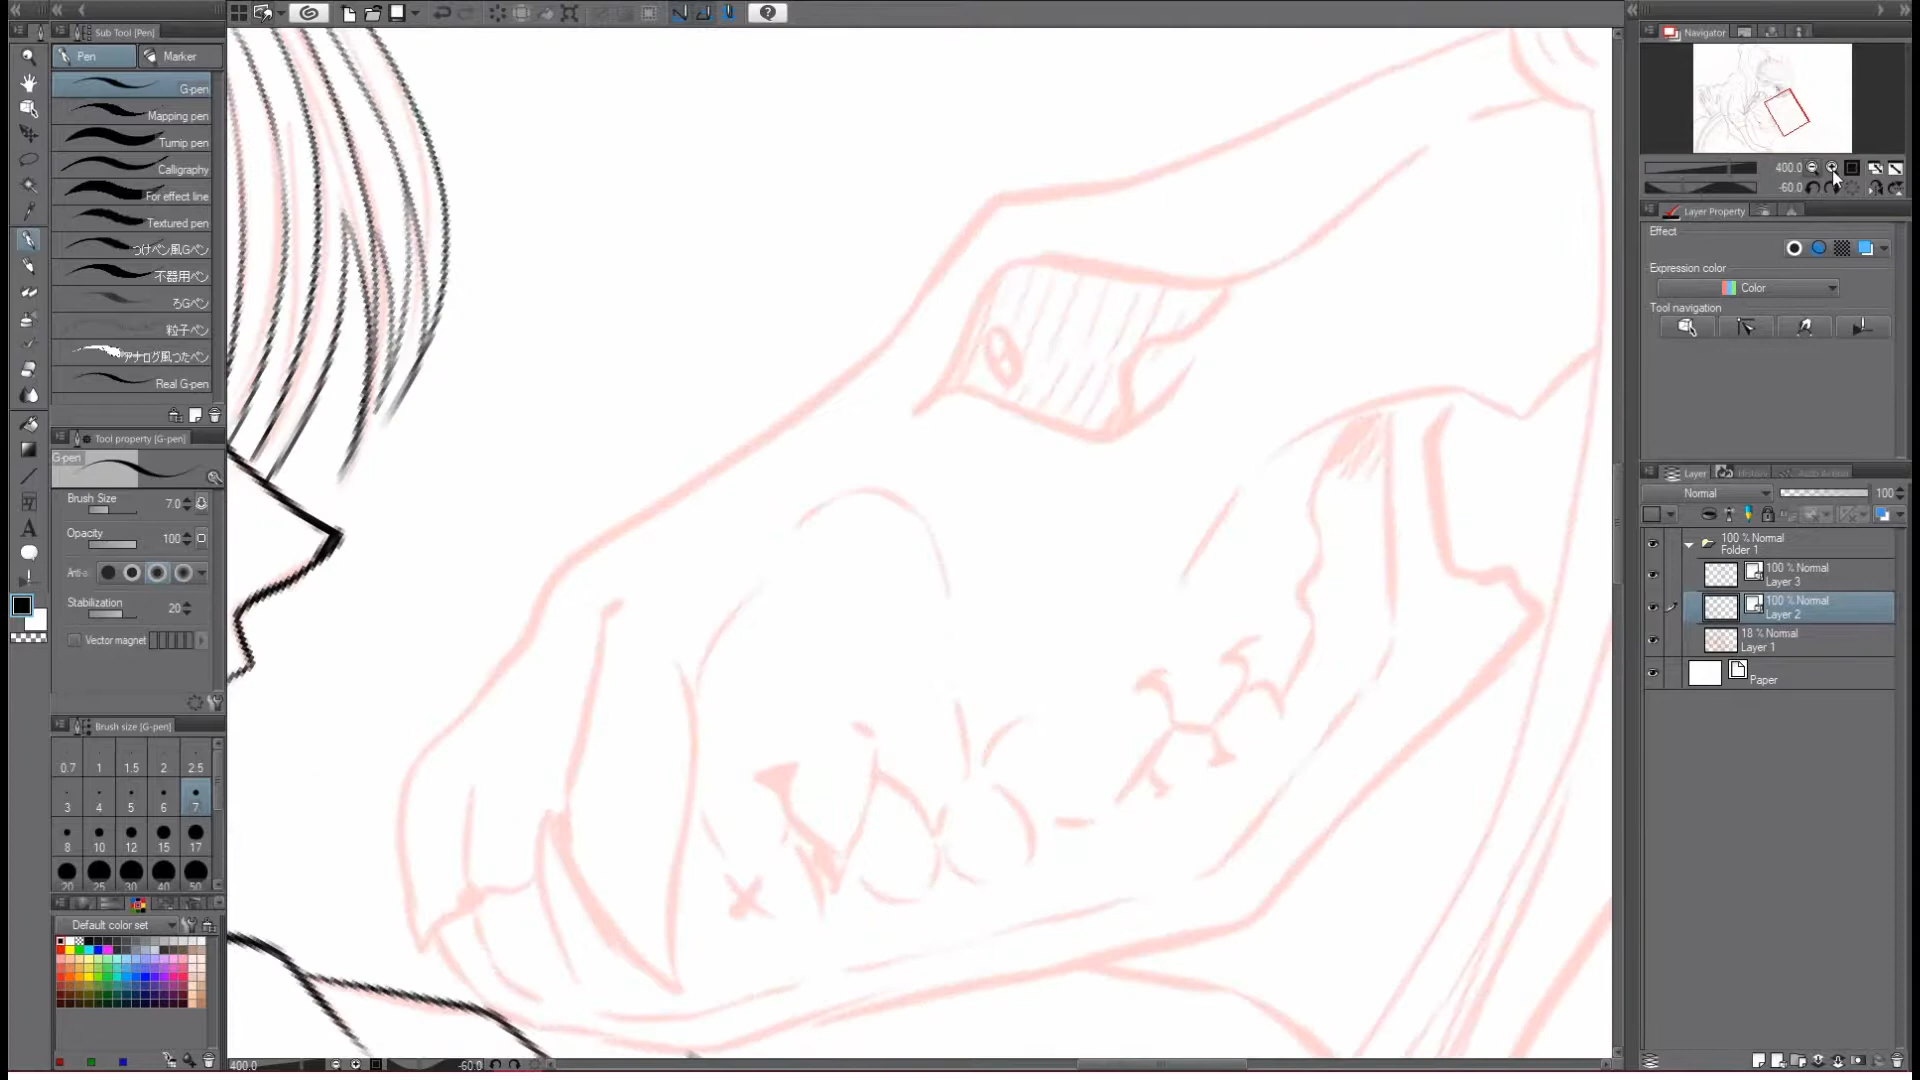 Sub Tool [Pen]
Pen
Marker
G-pen
Mapping pen
Turnip pen
Calligraphy
For effect line
Textured pen
つけペン風Gペン
不器用ペン
ろGペン
粒子ペン
アナログ風つたペン
Real G-pen
Tool property [G-pen]
G-pen
Brush Size
7.0
Opacity
100
Anti-a
Stabilization
20
Vector magnet
Brush size [G-pen]
0.7 1 1.5 2 2.5
3 4 5 6 7
8 10 12 15 17
20 25 30 40 50
Default color set
400.0
-60.0
Navigator
400.0
-60.0
Layer Property
Effect
Expression color
Color
Tool navigation
Layer
Normal
100
100 % Normal
Folder 1
100 % Normal
Layer 3
100 % Normal
Layer 2
18 % Normal
Layer 1
Paper